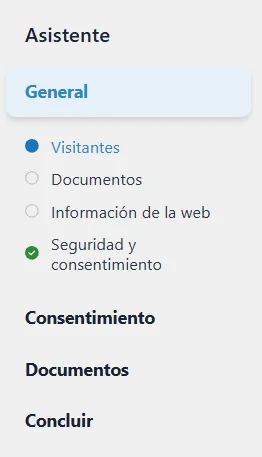 Asistente
General
Visitantes
Documentos
Información de la web
Seguridad y
consentimiento
Consentimiento
Documentos
Concluir